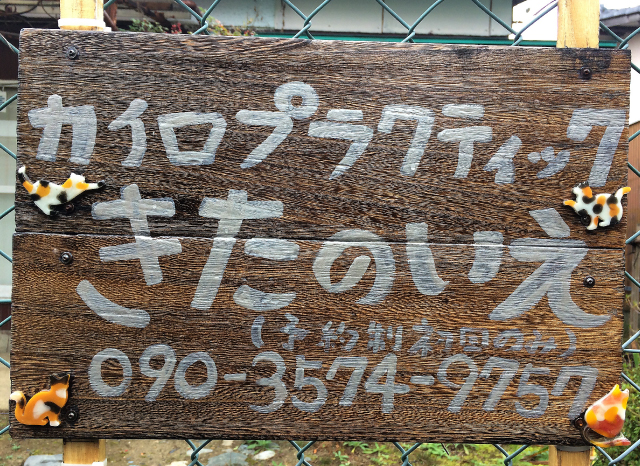 カイロプラクティック
きたのいえ
(予約制初回のみ)
090-3574-9757